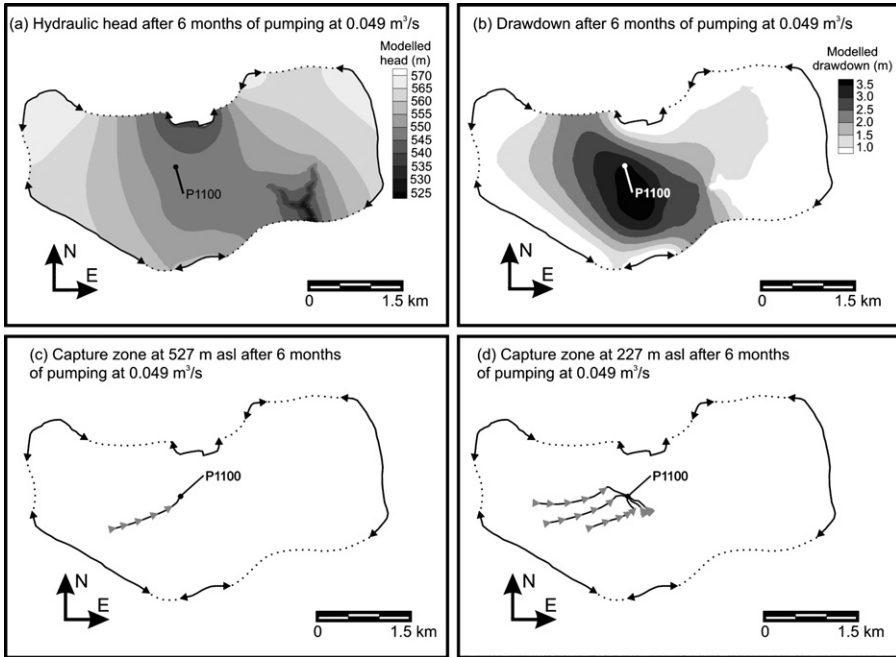 (a) Hydraulic head after 6 months of pumping at 0.049 m³/s
Modelled
head (m)
570
565
560
555
550
545
540
535
530
525
P1100
N
E
0 1.5 km
(b) Drawdown after 6 months of pumping at 0.049 m³/s
Modelled
drawdown (m)
3.5
3.0
2.5
2.0
1.5
1.0
P1100
N
E
0 1.5 km
(c) Capture zone at 527 m asl after 6 months
of pumping at 0.049 m³/s
P1100
N
E
0 1.5 km
(d) Capture zone at 227 m asl after 6 months
of pumping at 0.049 m³/s
P1100
N
E
0 1.5 km